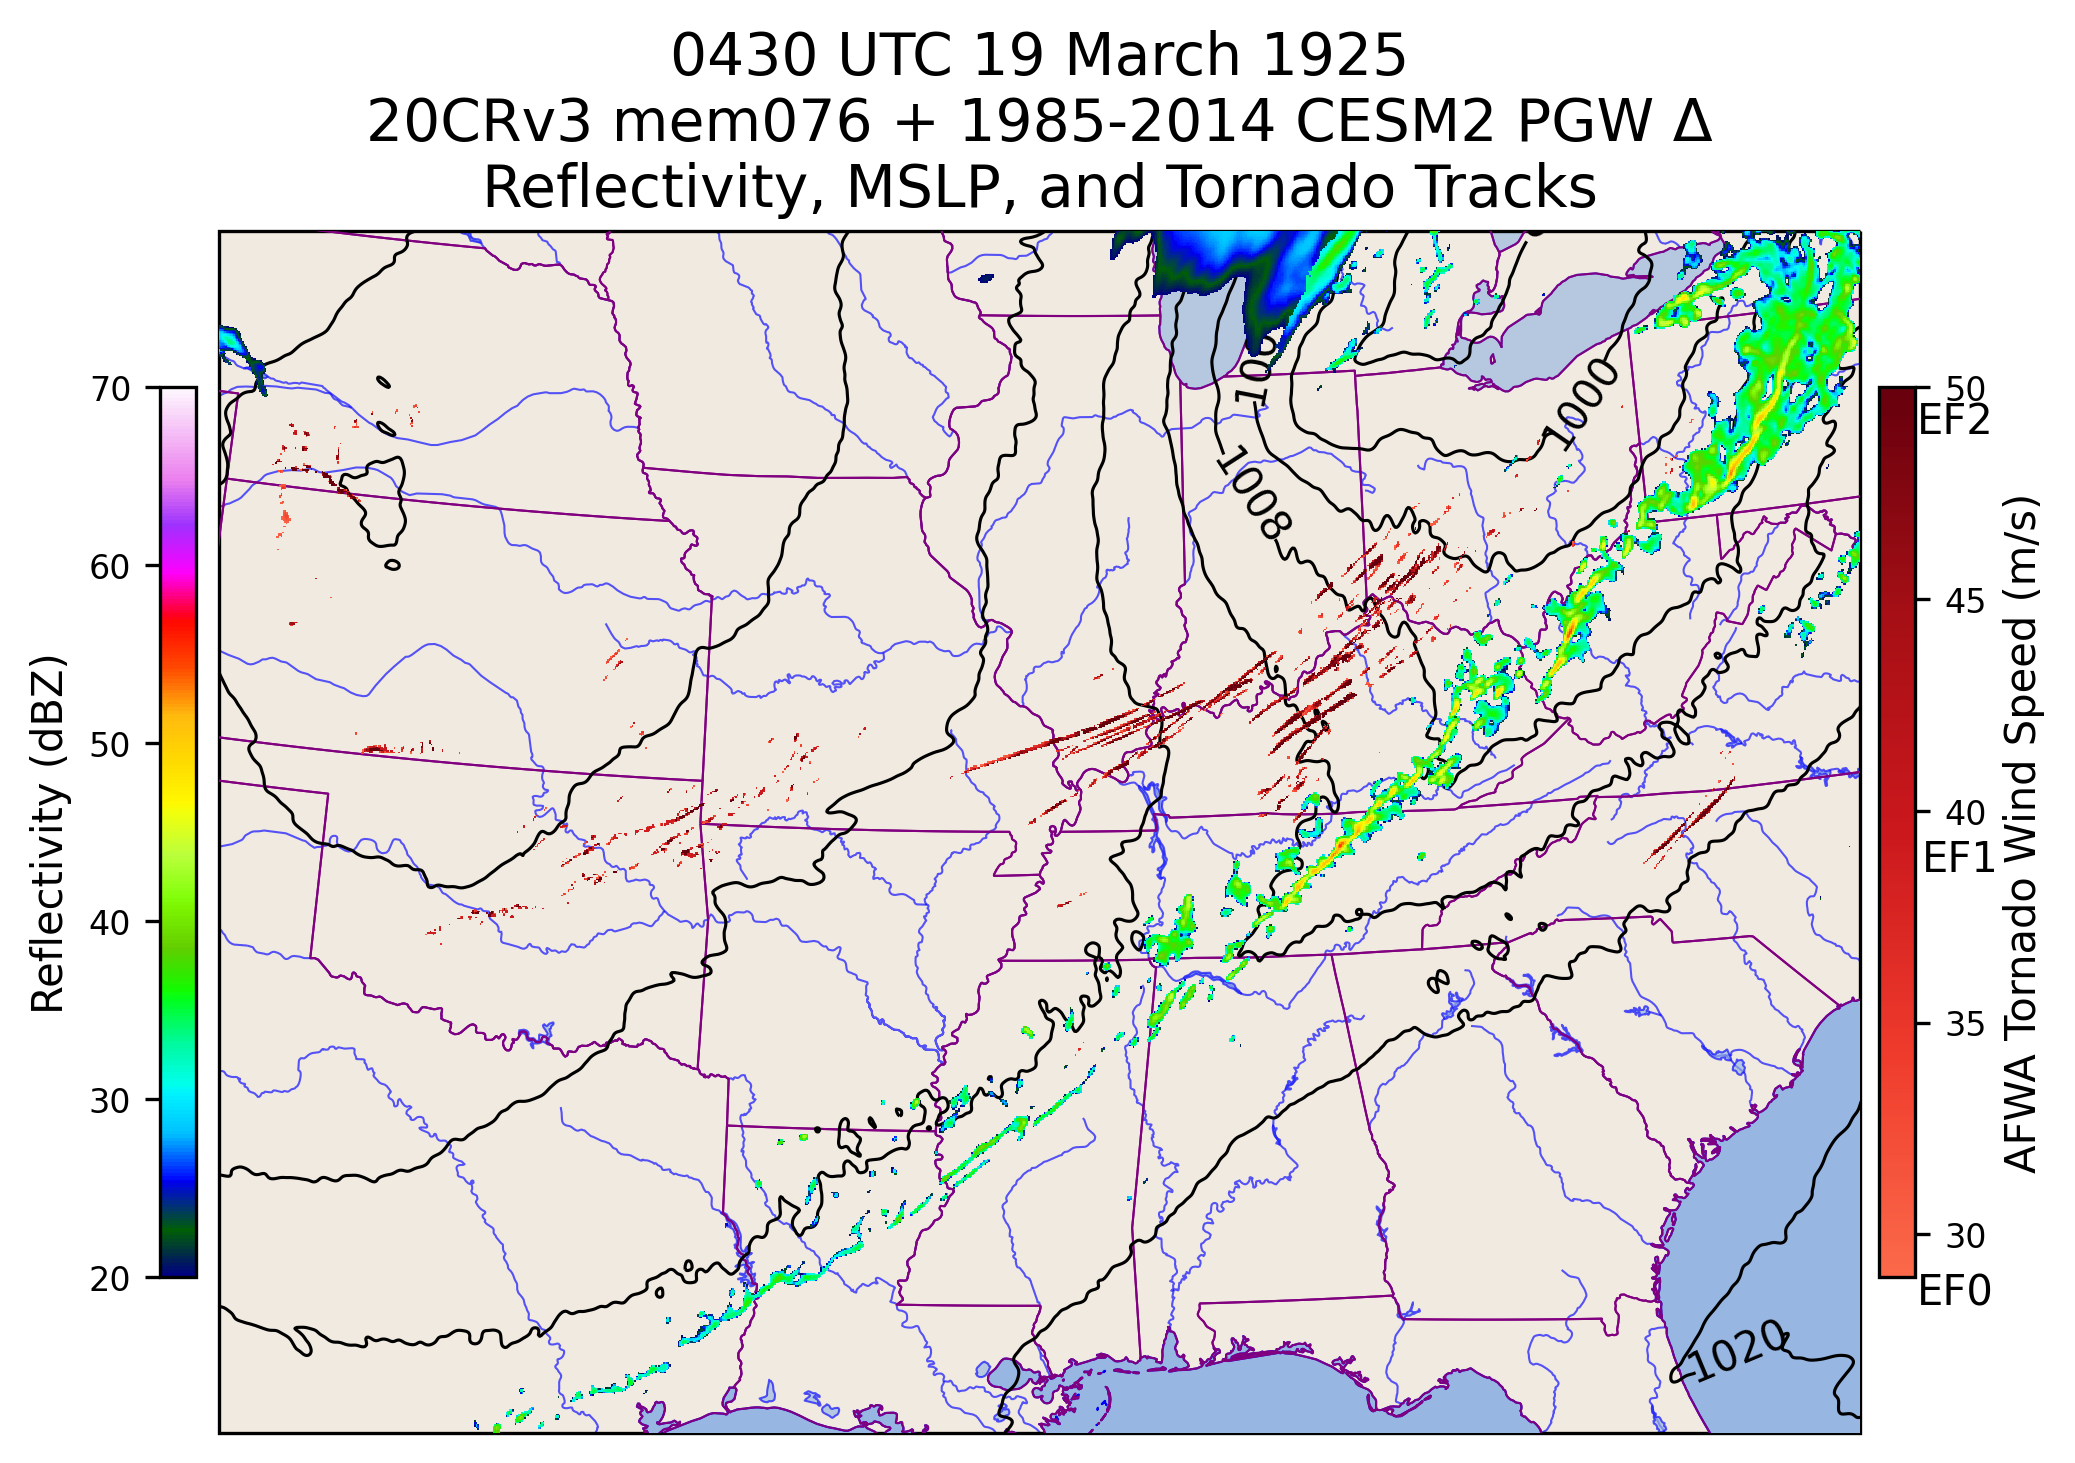 0430 UTC 19 March 1925
20CRv3 mem076 + 1985-2014 CESM2 PGW Δ
Reflectivity, MSLP, and Tornado Tracks
Reflectivity (dBZ)
70
60
50
40
30
20
1000
1008
1020
50
EF2
45
40
EF1
35
30
EF0
AFWA Tornado Wind Speed (m/s)